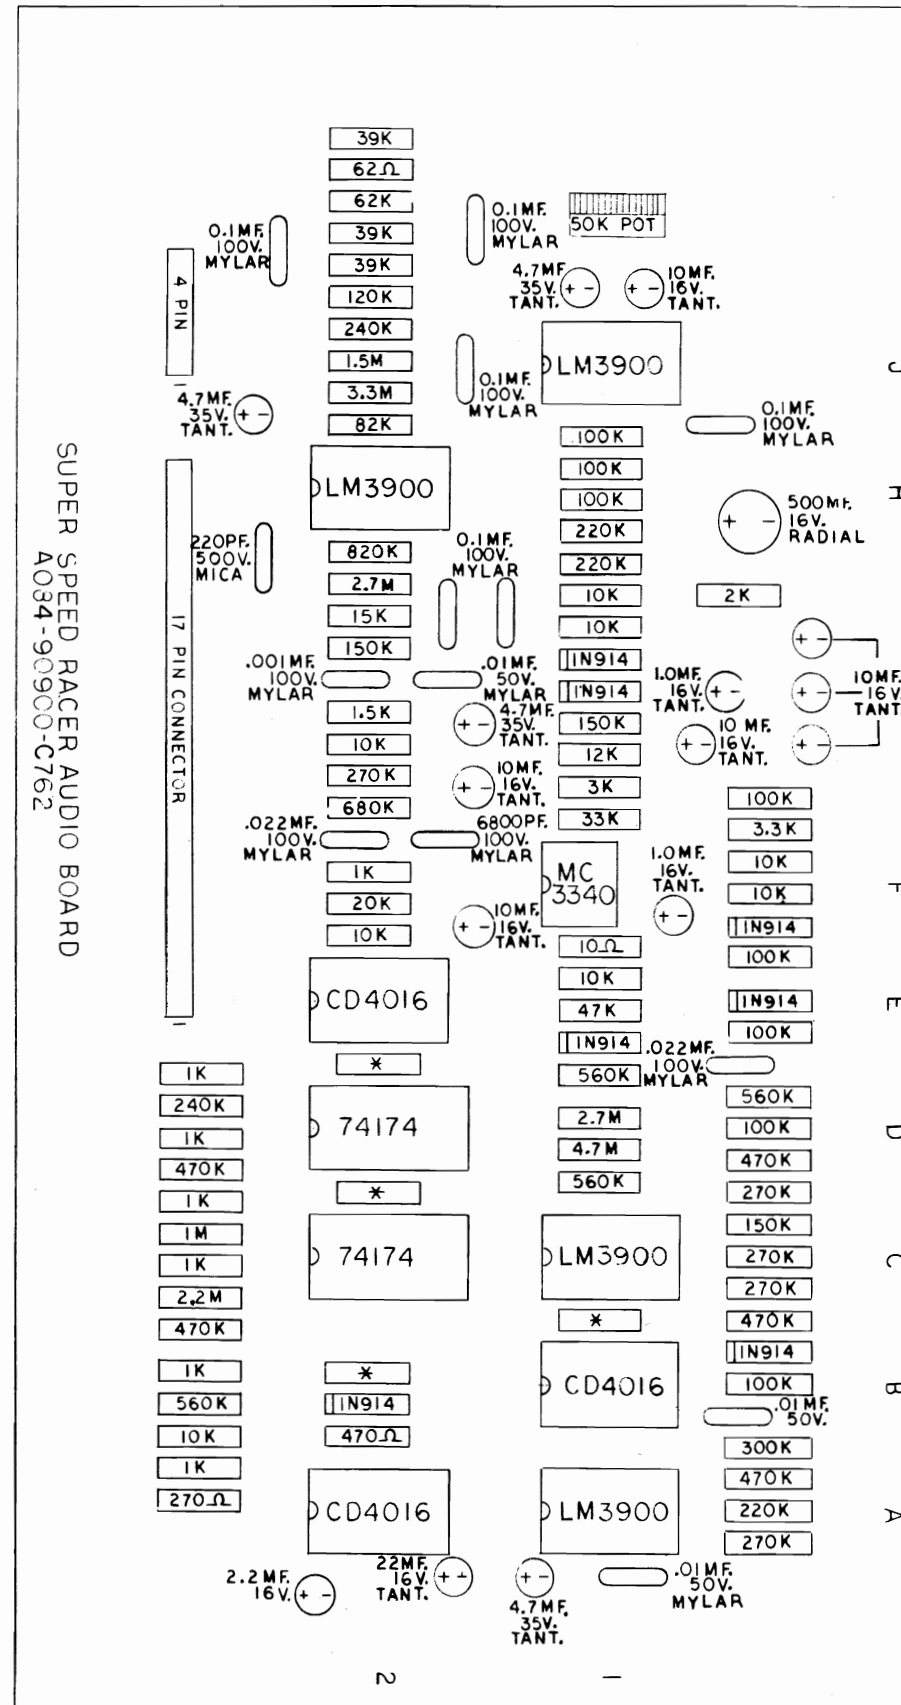 39K
62Ω
62K
39K
39K
120K
240K
1.5M
3.3M
82K
0.1MF.
100V.
MYLAR
0.1MF.
100V.
MYLAR
50K POT
4.7MF.
35V.
TANT.
10MF.
16V.
TANT.
4 PIN
1
LM3900
J
0.1MF.
100V.
MYLAR
4.7MF.
35V.
TANT.
0.1MF.
100V.
MYLAR
LM3900
100K
100K
100K
220K
220K
10K
10K
1N914
1N914
150K
12K
3K
33K
H
500MF.
16V.
RADIAL
220PF.
500V.
MICA
820K
2.7M
15K
150K
0.1MF.
100V.
MYLAR
2K
.001MF.
100V.
MYLAR
.01MF.
50V.
MYLAR
1.0MF.
16V.
TANT.
10MF.
16V.
TANT.
4.7MF.
35V.
TANT.
10 MF.
16V.
TANT.
1.5K
10K
270K
680K
10MF.
16V.
TANT.
.022MF.
100V.
MYLAR
6800PF.
100V.
MYLAR
17 PIN CONNECTOR
1
SUPER SPEED RACER AUDIO BOARD
A084-90900-C762
1K
20K
10K
10MF.
16V.
TANT.
MC
3340
1.0MF.
16V.
TANT.
100K
3.3K
10K
10K
1N914
100K
1N914
100K
F
E
CD4016
*
10Ω
10K
47K
1N914
560K
2.7M
4.7M
560K
.022MF.
100V.
MYLAR
1K
240K
1K
470K
1K
1M
1K
2.2M
470K
1K
560K
10K
1K
270Ω
74174
*
74174
*
1N914
470Ω
CD4016
LM3900
*
CD4016
LM3900
560K
100K
470K
270K
150K
270K
270K
470K
1N914
100K
D
C
B
.01MF.
50V.
300K
470K
220K
270K
A
2.2MF.
16V.
22MF.
16V.
TANT.
4.7MF.
35V.
TANT.
.01MF.
50V.
MYLAR
2
1